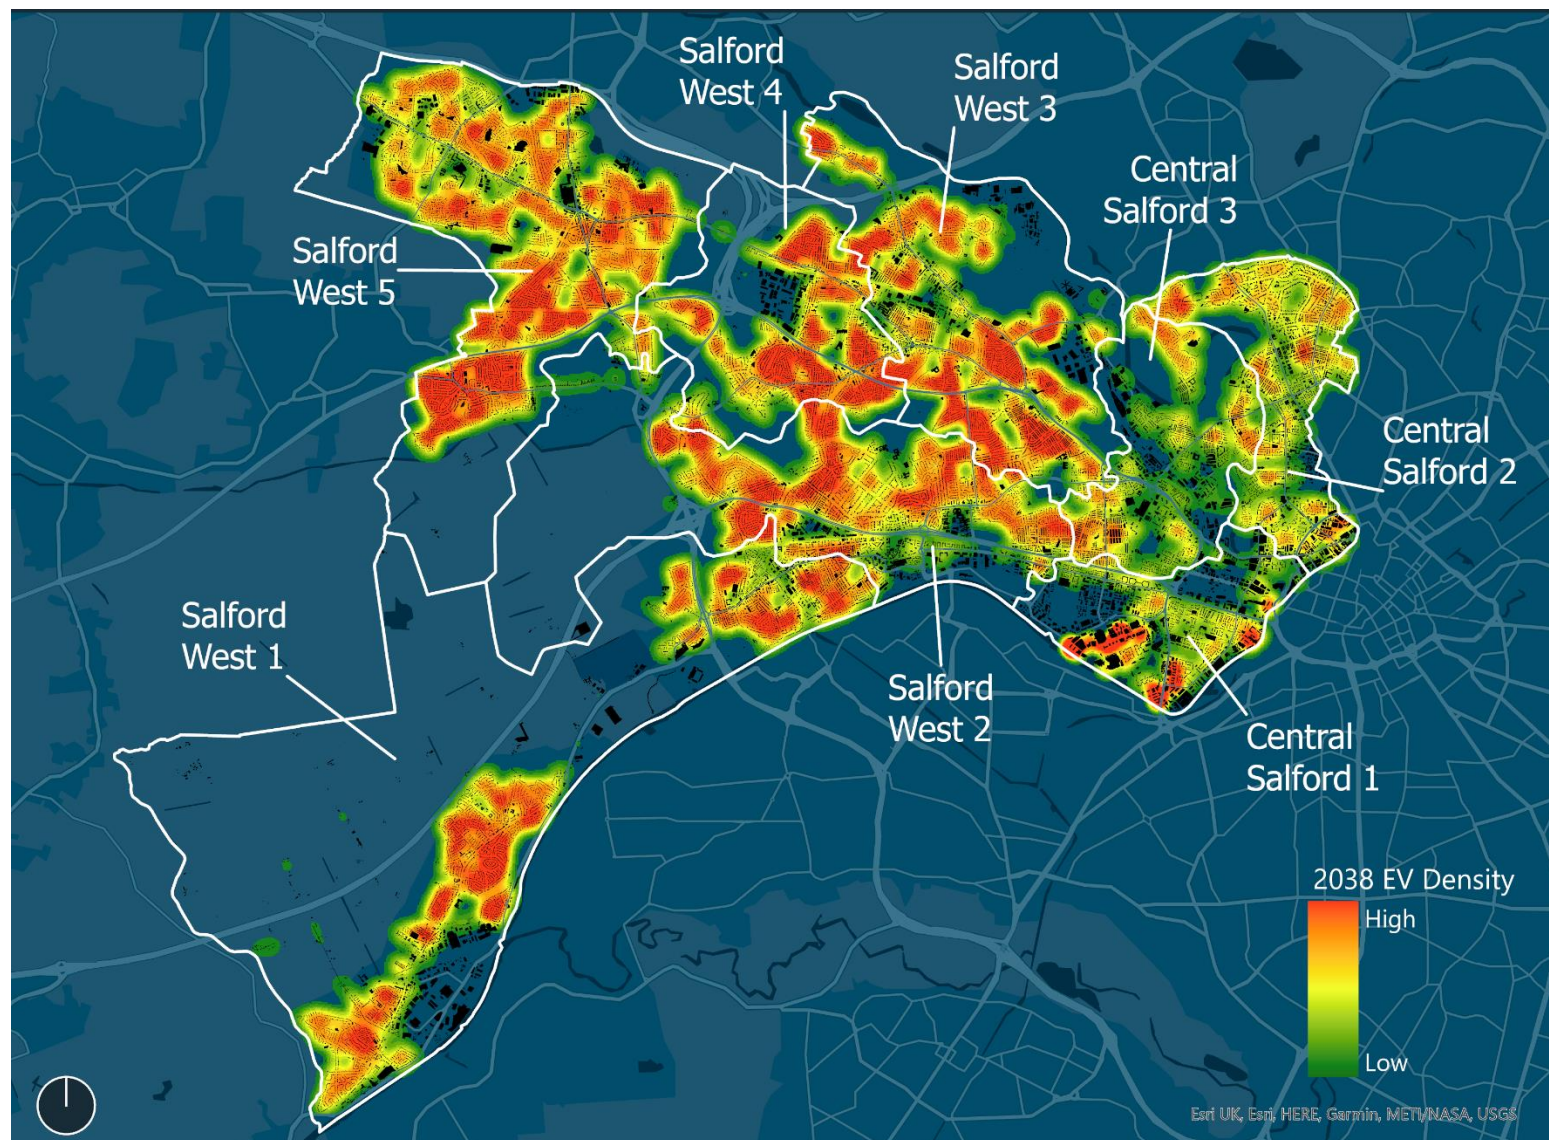 Salford
West 4
Salford
West 3
Central
Salford 3
Salford
West 5
Central
Salford 2
Salford
West 1
Salford
West 2
Central
Salford 1
2038 EV Density
High
Low
Esri UK, Esri, HERE, Garmin, METI/NASA, USGS